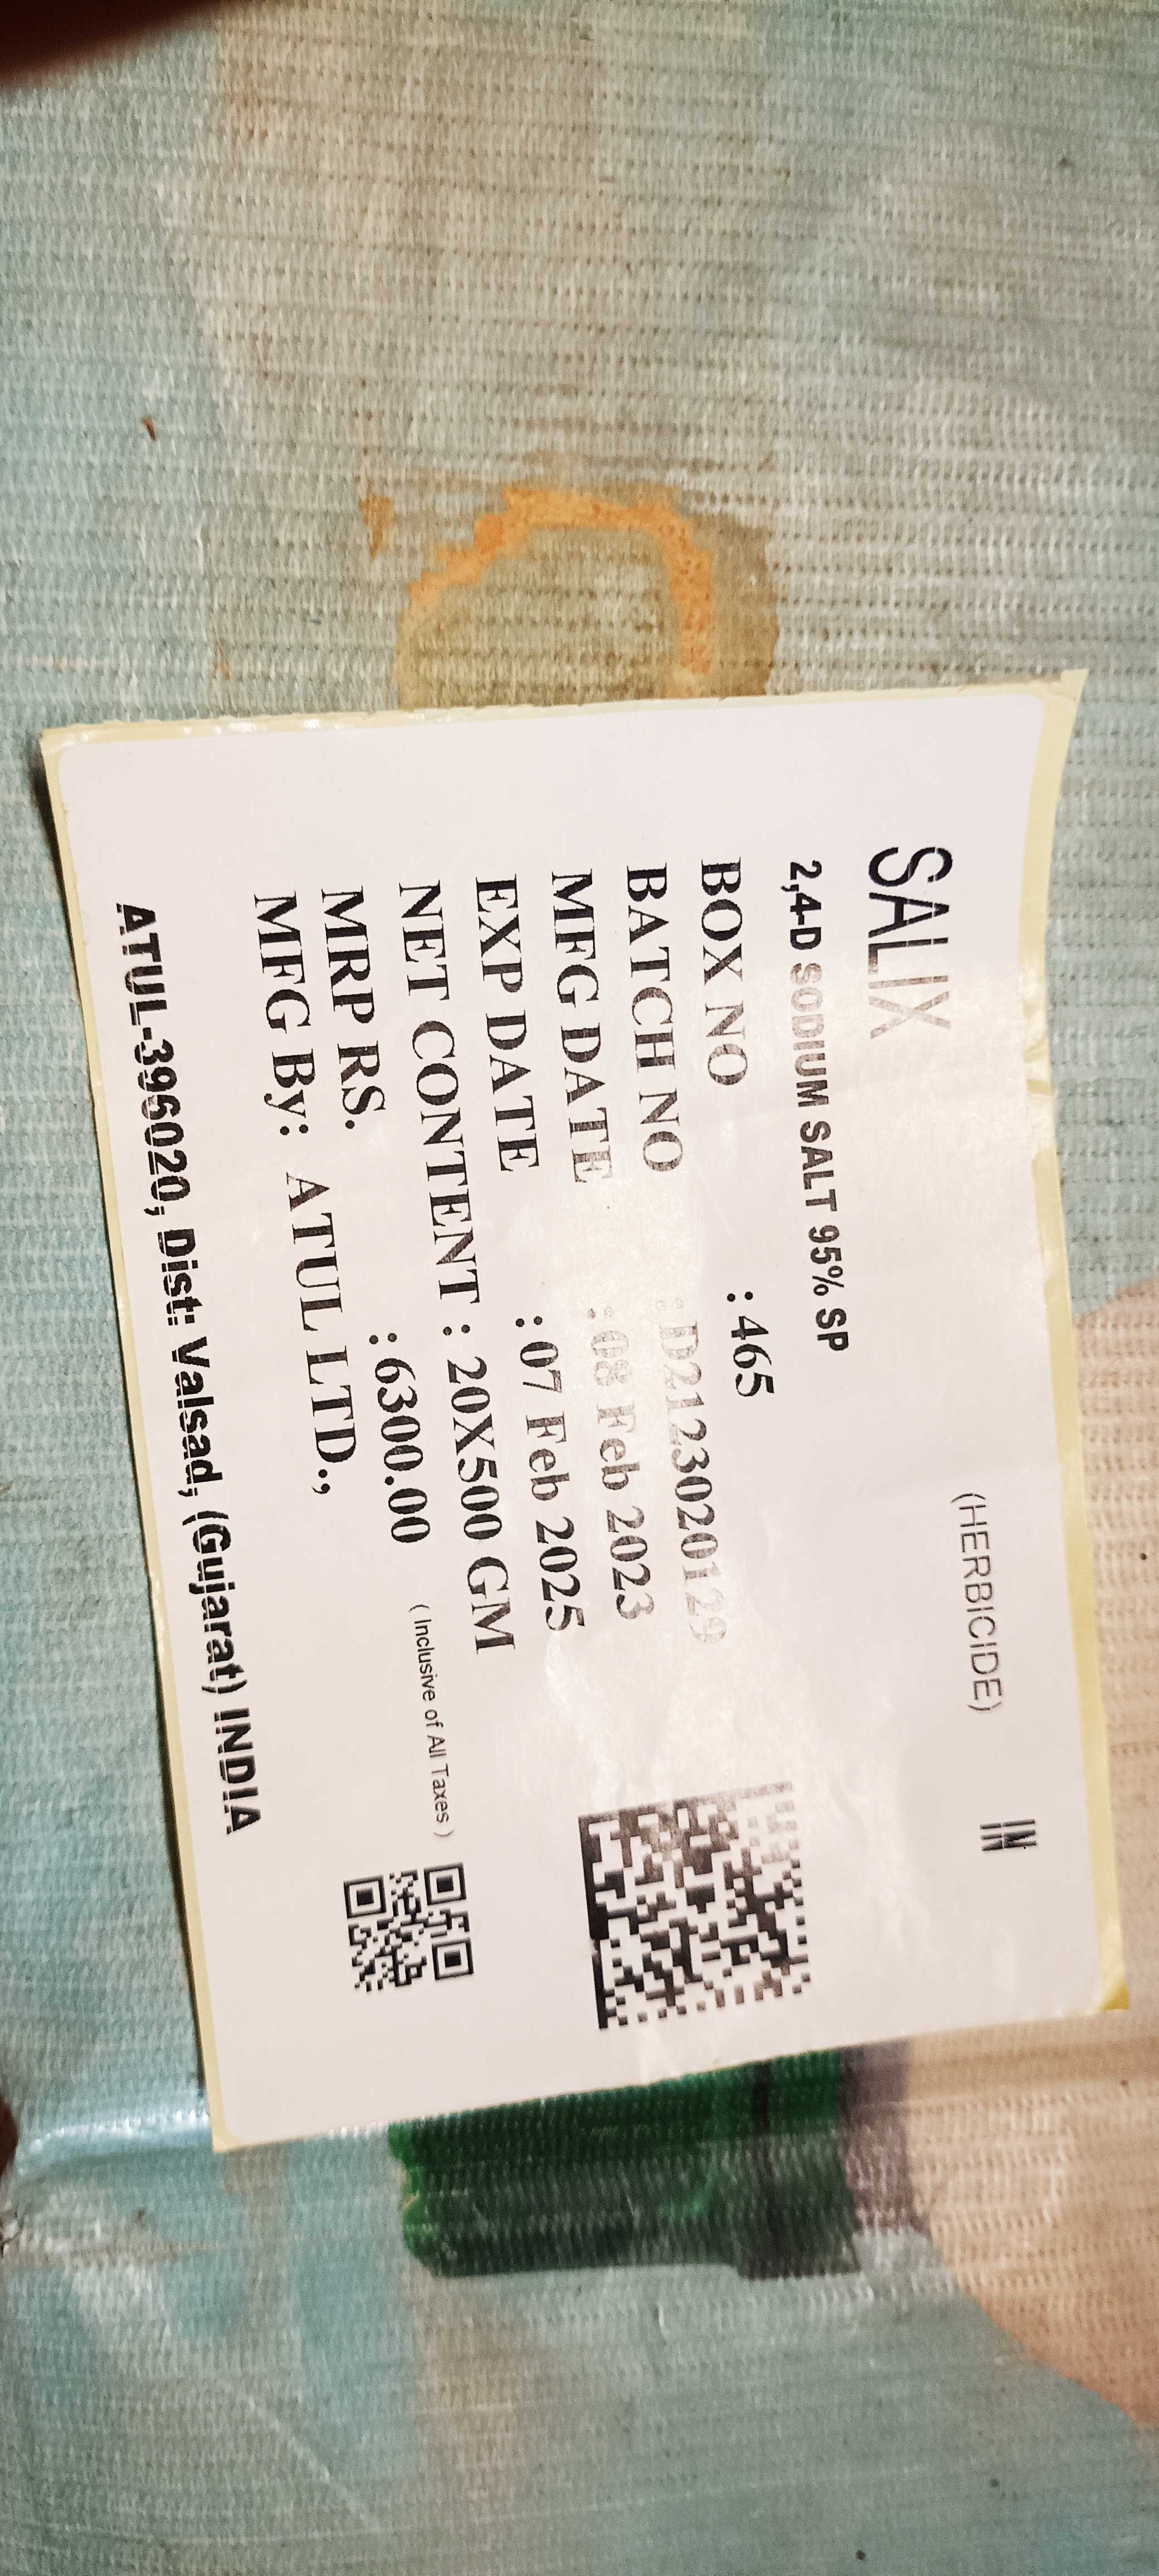 SALIX (HERBICIDE) IN
2,4-D SODIUM SALT 95% SP
BOX NO : 465
BATCH NO : D2123020129
MFG DATE : 08 Feb 2023
EXP DATE : 07 Feb 2025
NET CONTENT : 20X500 GM
MRP RS. : 6300.00 ( Inclusive of All Taxes )
MFG By: ATUL LTD.,
ATUL-396020, Dist: Valsad, (Gujarat) INDIA